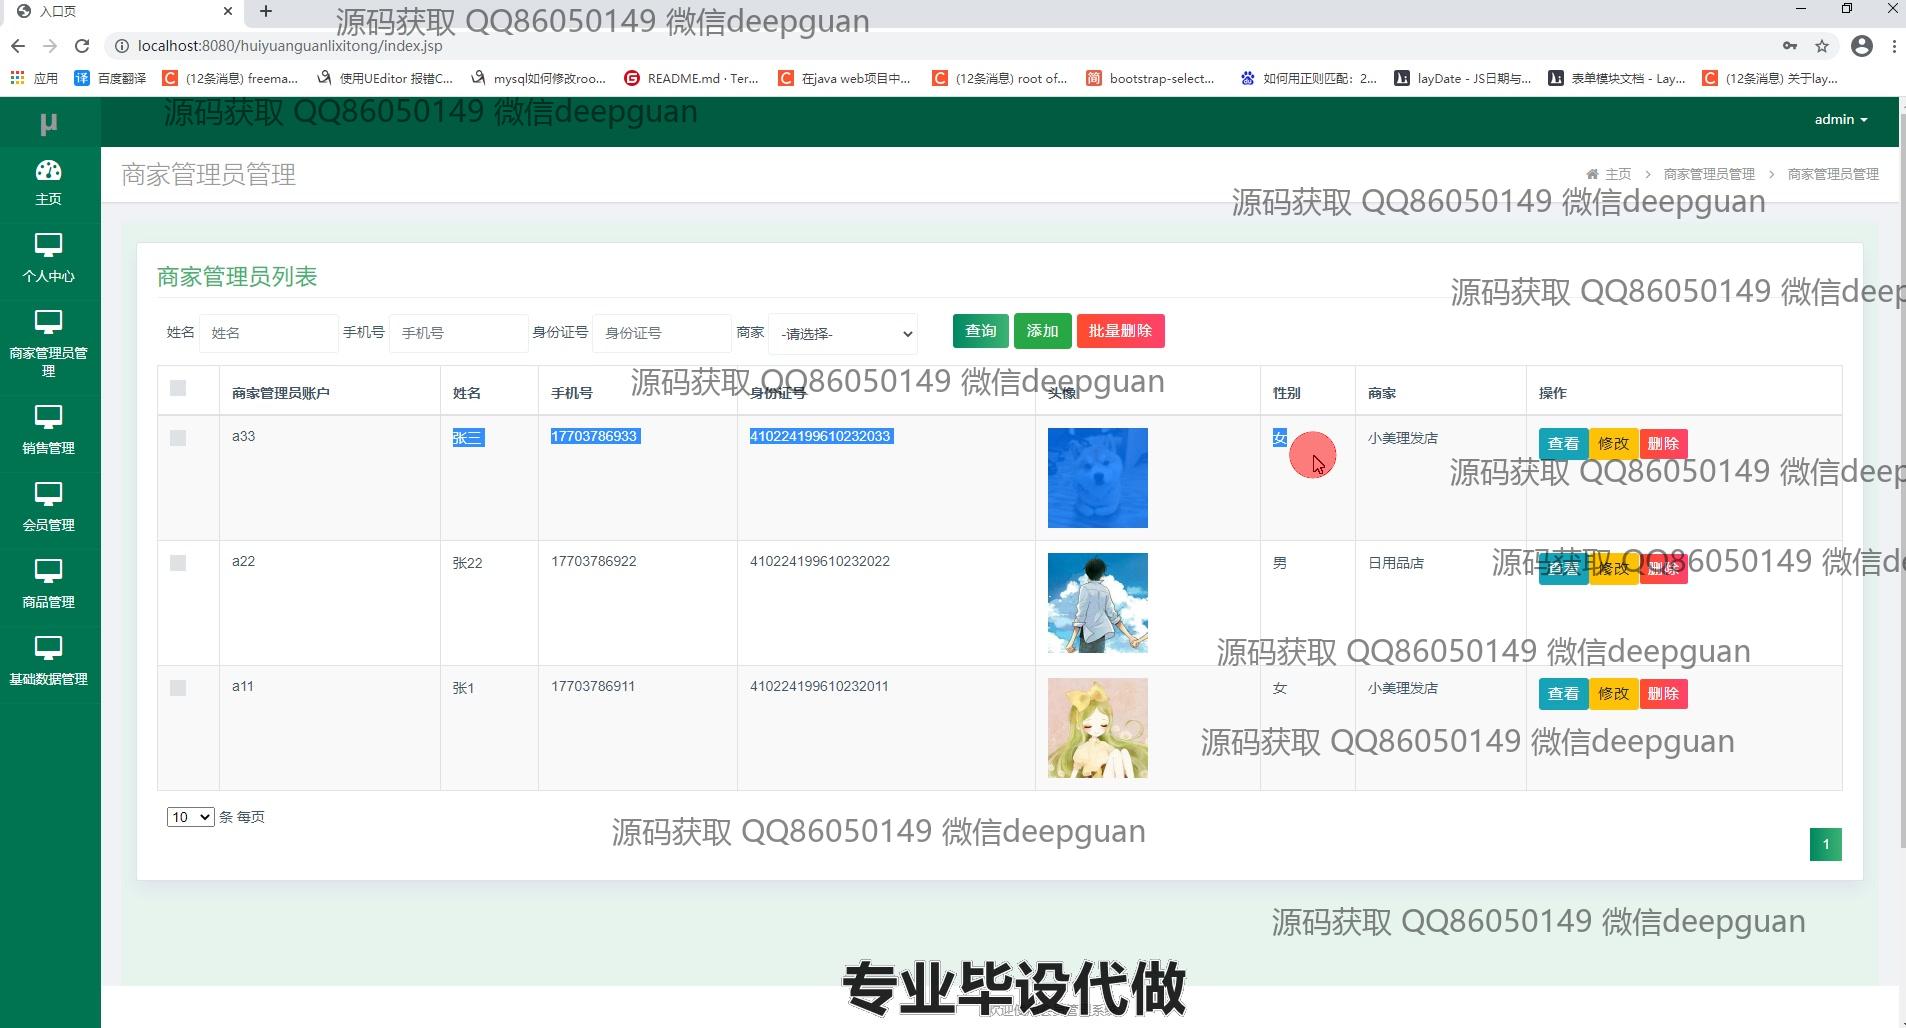 入口页
源码获取 QQ86050149 微信deepguan
localhost:8080/huiyuanguanlixitong/index.jsp
应用 百度翻译 (12条消息) freema... 使用UEditor 报错C... mysql如何修改roo... README.md · Ter... 在java web项目中... (12条消息) root of... bootstrap-select... 如何用正则匹配：2... layDate - JS日期与... 表单模块文档 - Lay... (12条消息) 关于lay...
源码获取 QQ86050149 微信deepguan
μ
admin
主页
商家管理员管理
主页 > 商家管理员管理 > 商家管理员管理
源码获取 QQ86050149 微信deepguan
个人中心
商家管理员管理
销售管理
会员管理
商品管理
基础数据管理
商家管理员列表
源码获取 QQ86050149 微信deep
姓名 姓名 手机号 手机号 身份证号 身份证号 商家 -请选择- 查询 添加 批量删除
源码获取 QQ86050149 微信deepguan
商家管理员账户 姓名 手机号 身份证号 头像 性别 商家 操作
a33 张三 17703786933 410224199610232033 女 小美理发店 查看 修改 删除
源码获取 QQ86050149 微信deep
a22 张22 17703786922 410224199610232022 男 日用品店 查看 修改 删除
源码获取 QQ86050149 微信de
源码获取 QQ86050149 微信deepguan
a11 张1 17703786911 410224199610232011 女 小美理发店 查看 修改 删除
源码获取 QQ86050149 微信deepguan
10 条 每页
源码获取 QQ86050149 微信deepguan
1
源码获取 QQ86050149 微信deepguan
专业毕设代做